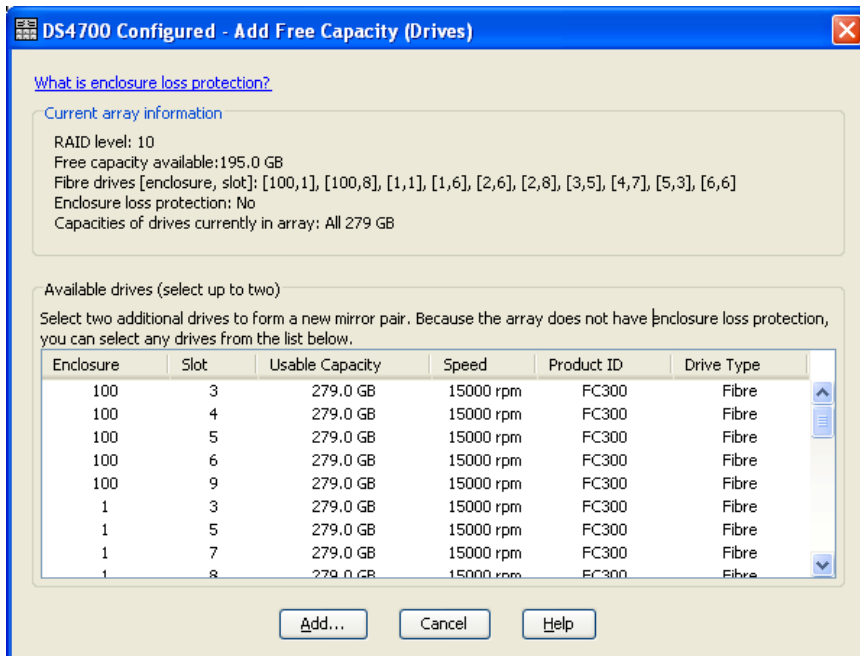 DS4700 Configured - Add Free Capacity (Drives)
What is enclosure loss protection?
Current array information
RAID level: 10
Free capacity available:195.0 GB
Fibre drives [enclosure, slot]: [100,1], [100,8], [1,1], [1,6], [2,6], [2,8], [3,5], [4,7], [5,3], [6,6]
Enclosure loss protection: No
Capacities of drives currently in array: All 279 GB
Available drives (select up to two)
Select two additional drives to form a new mirror pair. Because the array does not have enclosure loss protection,
you can select any drives from the list below.
Enclosure Slot Usable Capacity Speed Product ID Drive Type
100 3 279.0 GB 15000 rpm FC300 Fibre
100 4 279.0 GB 15000 rpm FC300 Fibre
100 5 279.0 GB 15000 rpm FC300 Fibre
100 6 279.0 GB 15000 rpm FC300 Fibre
100 9 279.0 GB 15000 rpm FC300 Fibre
1 3 279.0 GB 15000 rpm FC300 Fibre
1 5 279.0 GB 15000 rpm FC300 Fibre
1 7 279.0 GB 15000 rpm FC300 Fibre
1 8 279.0 GB 15000 rpm FC300 Fibre
Add... Cancel Help